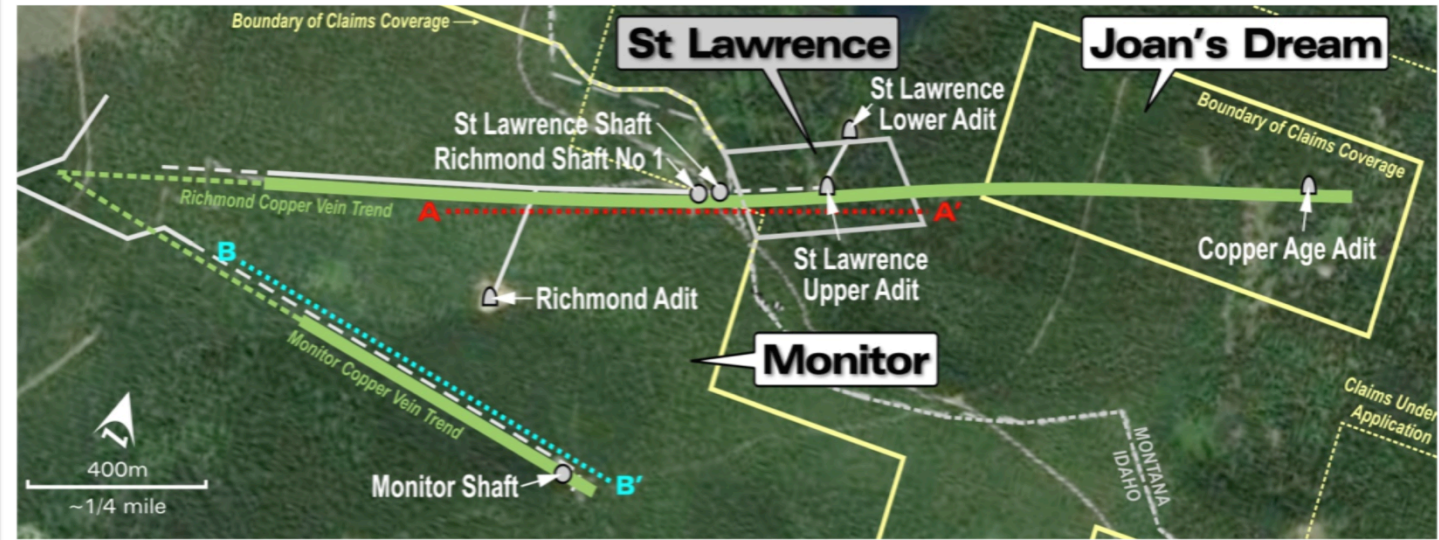 Boundary of Claims Coverage
St Lawrence
Joan's Dream
St Lawrence
Lower Adit
Boundary of Claims Coverage
St Lawrence Shaft
Richmond Shaft No 1
Richmond Copper Vein Trend
A
A'
B
St Lawrence
Upper Adit
Copper Age Adit
Richmond Adit
Monitor
Monitor Copper Vein Trend
Claims Under
Application
N
400m
~1/4 mile
Monitor Shaft
B'
MONTANA
IDAHO